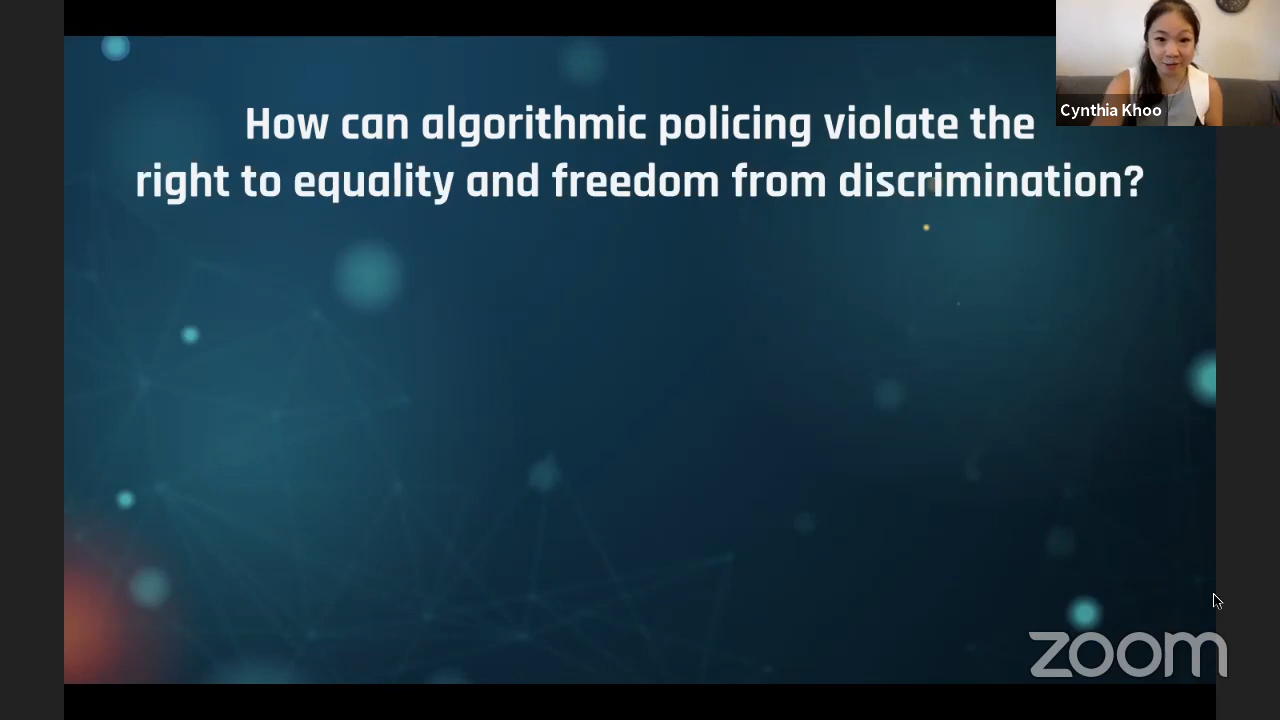 How can algorithmic policing violate the
right to equality and freedom from discrimination?
Cynthia Khoo
zoom